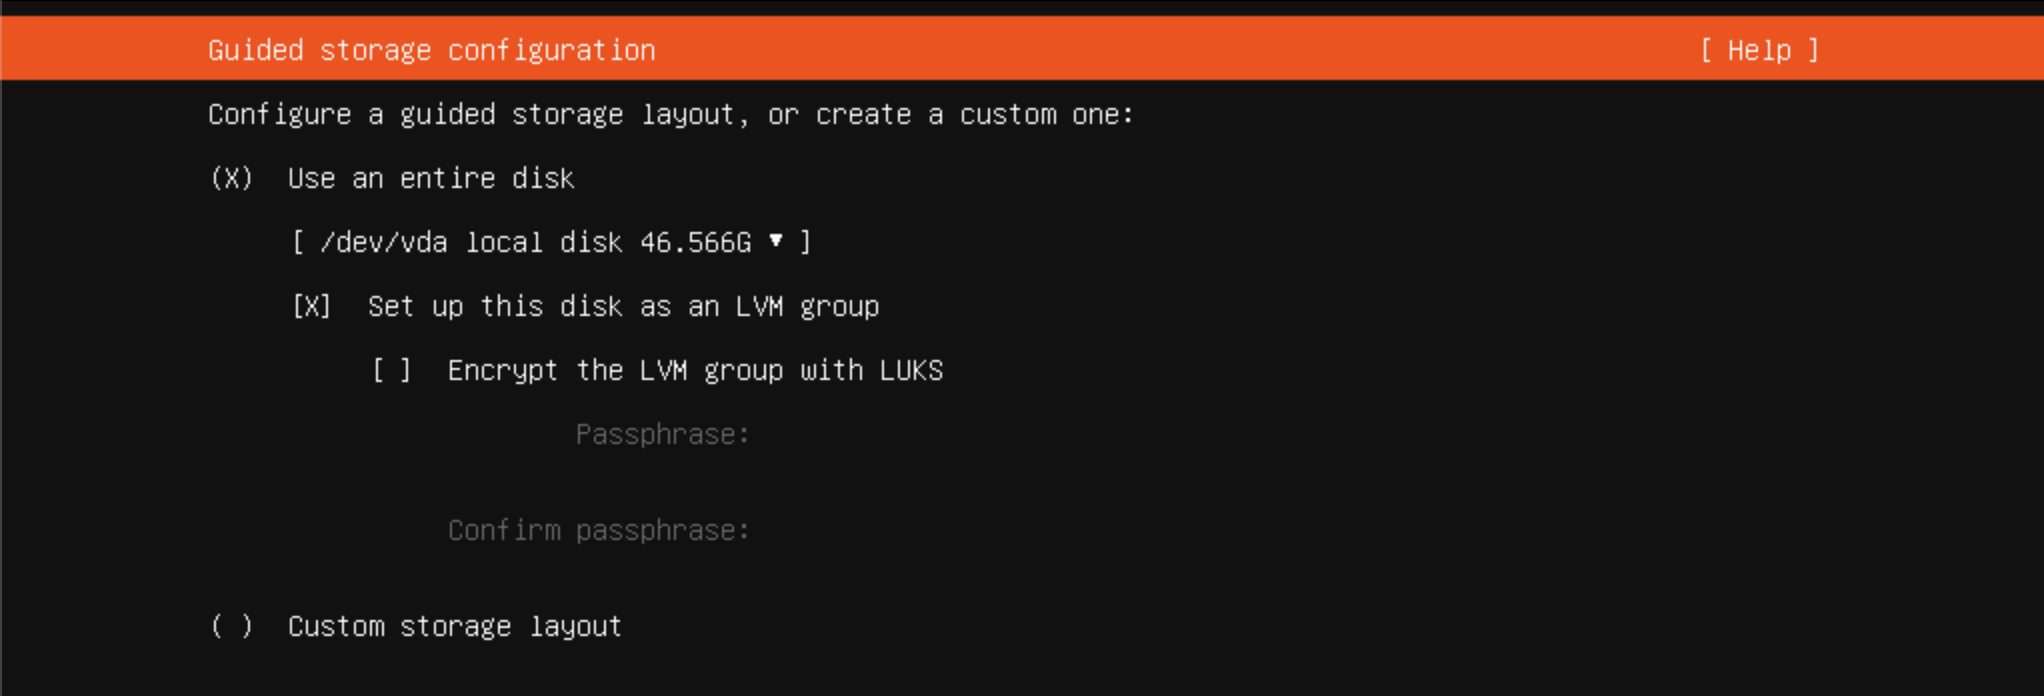 Guided storage configuration [ Help ]
Configure a guided storage layout, or create a custom one:
(X) Use an entire disk
[ /dev/vda local disk 46.566G ▾ ]
[X] Set up this disk as an LVM group
[ ] Encrypt the LVM group with LUKS
Passphrase:
Confirm passphrase:
( ) Custom storage layout